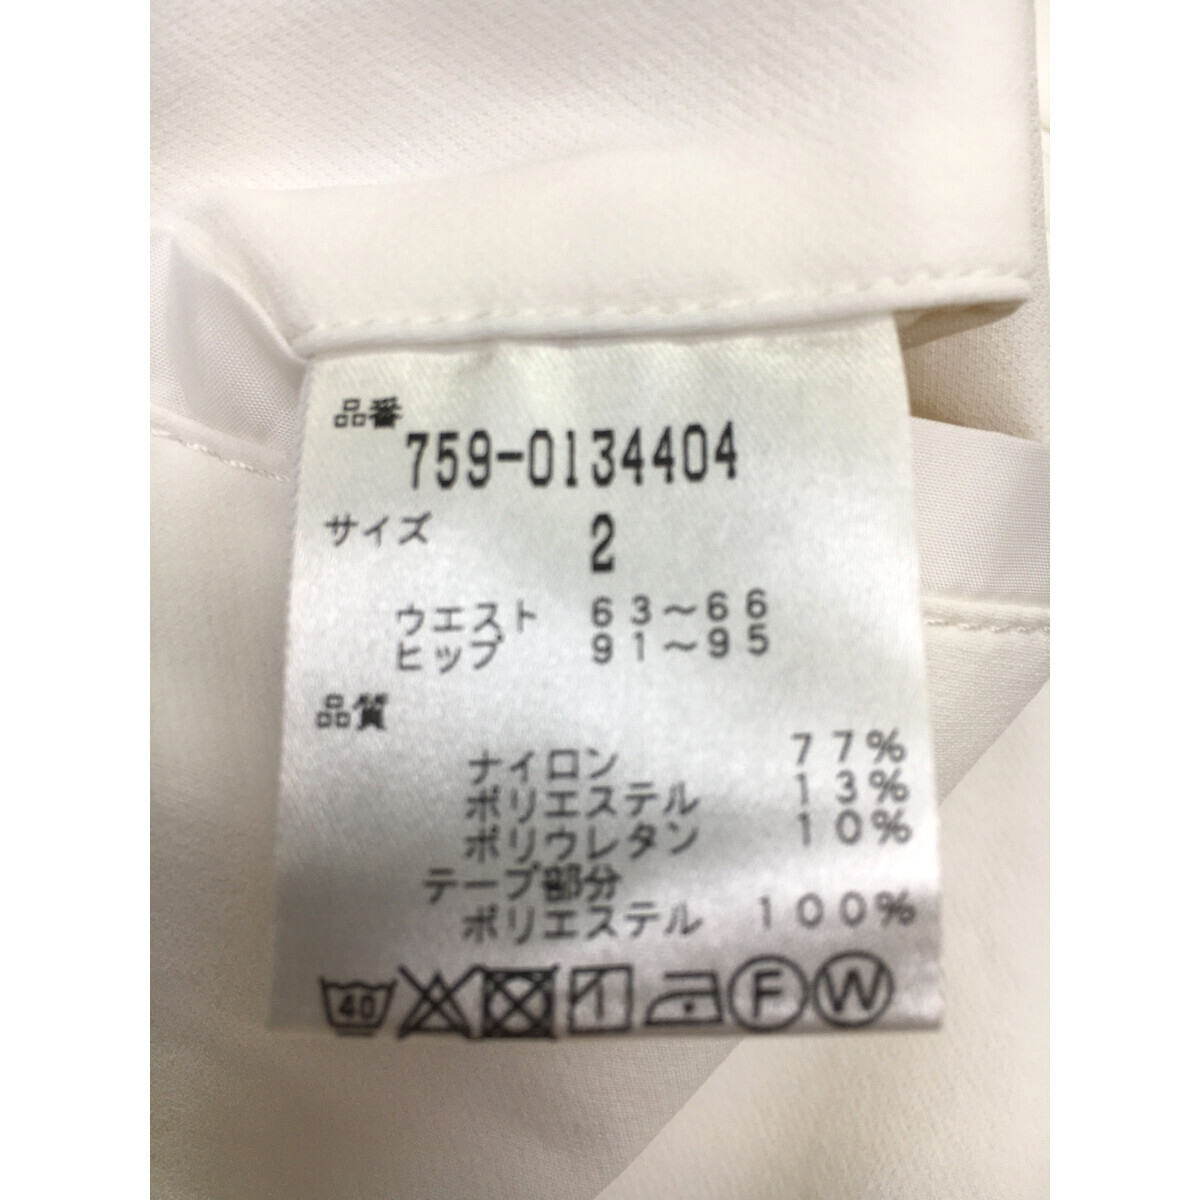 品番
759-0134404
サイズ 2
ウエスト 63～66
ヒップ 91～95
品質
ナイロン 77%
ポリエステル 13%
ポリウレタン 10%
テープ部分
ポリエステル 100%
40 F W